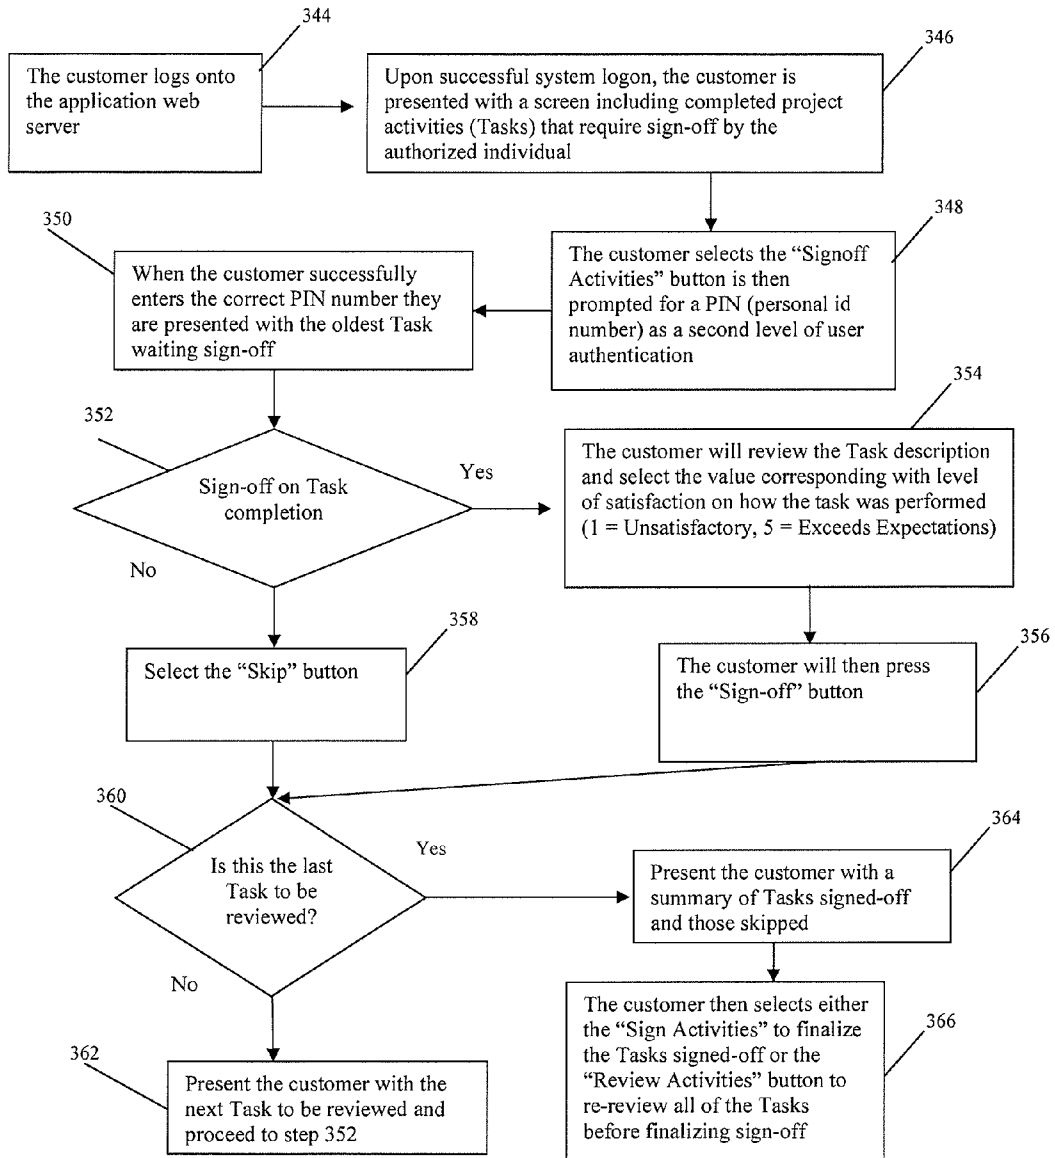 344
The customer logs onto
the application web
server
346
Upon successful system logon, the customer is
presented with a screen including completed project
activities (Tasks) that require sign-off by the
authorized individual
348
The customer selects the “Signoff
Activities” button is then
prompted for a PIN (personal id
number) as a second level of user
authentication
350
When the customer successfully
enters the correct PIN number they
are presented with the oldest Task
waiting sign-off
352
Sign-off on Task
completion
Yes
No
354
The customer will review the Task description
and select the value corresponding with level
of satisfaction on how the task was performed
(1 = Unsatisfactory, 5 = Exceeds Expectations)
356
The customer will then press
the “Sign-off” button
358
Select the “Skip” button
360
Is this the last
Task to be
reviewed?
Yes
No
364
Present the customer with a
summary of Tasks signed-off
and those skipped
366
The customer then selects either
the “Sign Activities” to finalize
the Tasks signed-off or the
“Review Activities” button to
re-review all of the Tasks
before finalizing sign-off
362
Present the customer with the
next Task to be reviewed and
proceed to step 352